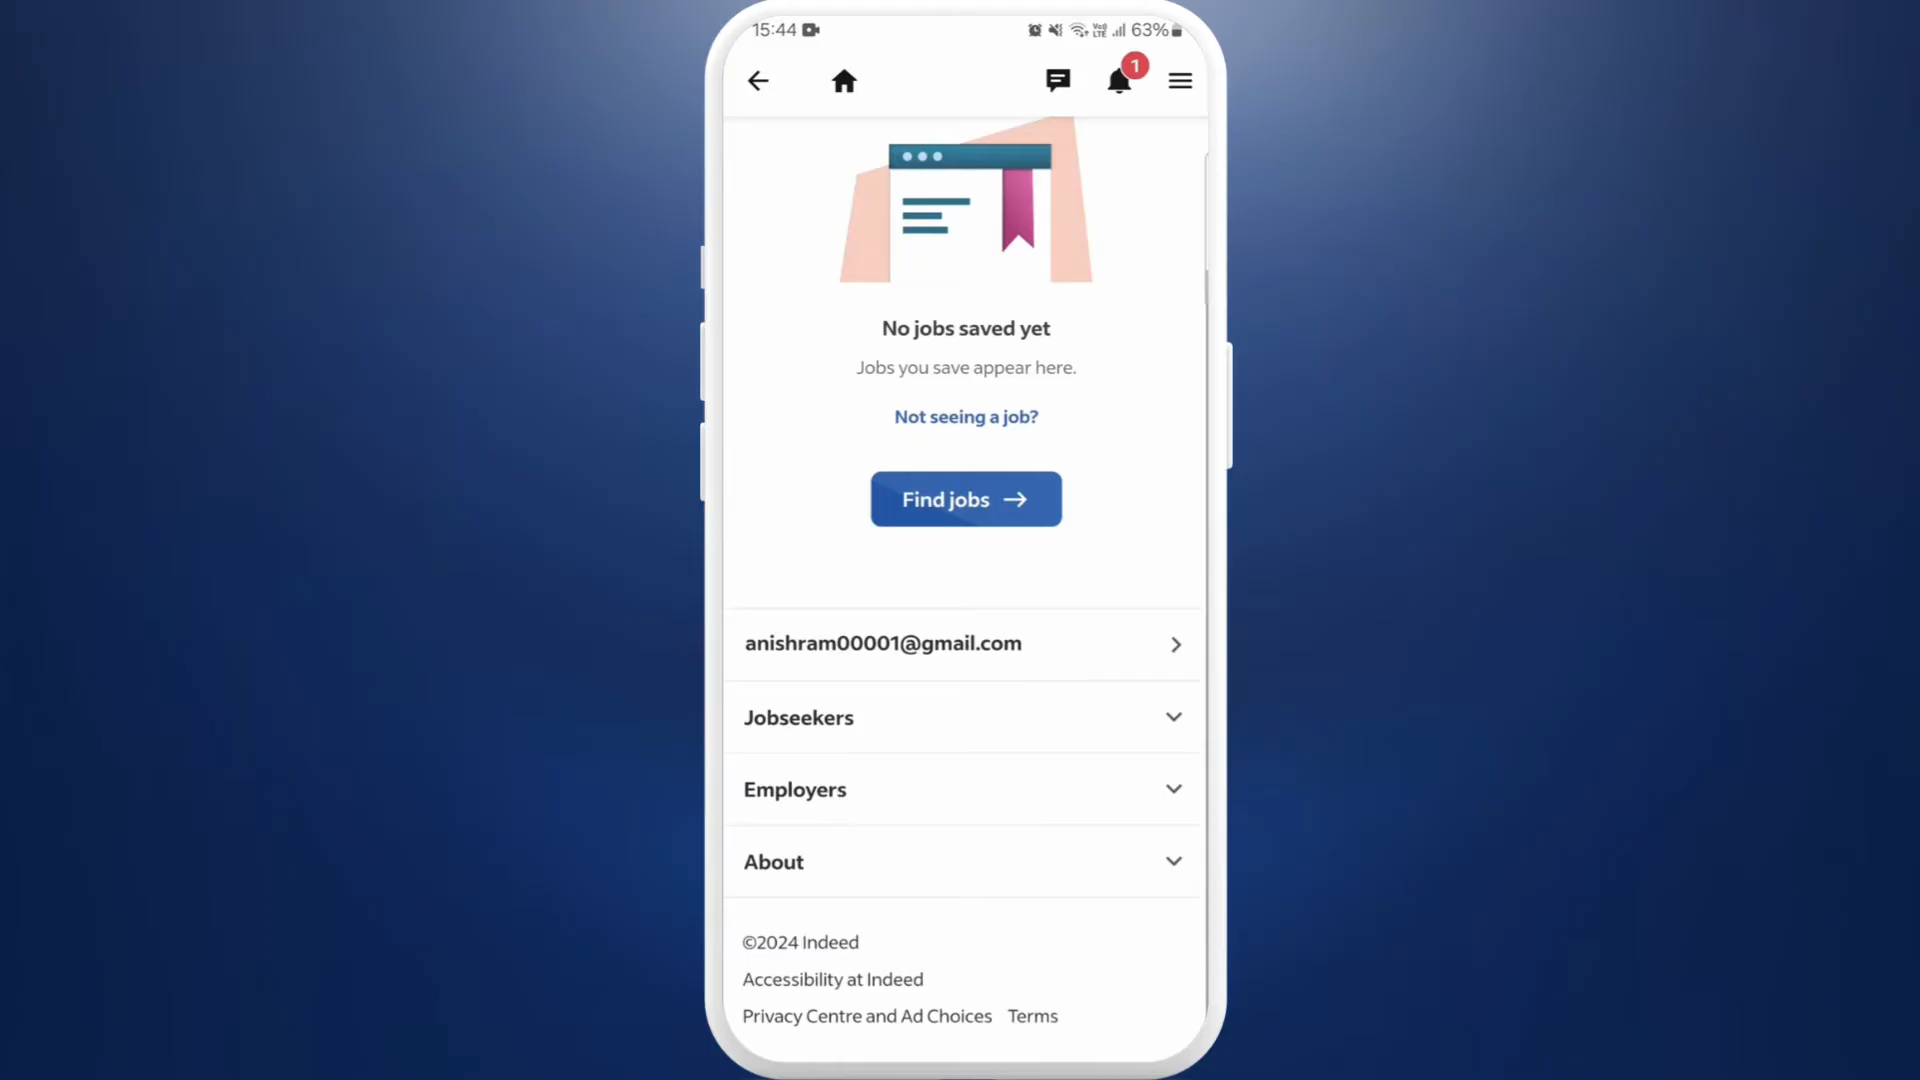 15:44 63%
1
No jobs saved yet
Jobs you save appear here.
Not seeing a job?
Find jobs →
anishram00001@gmail.com
Jobseekers
Employers
About
©2024 Indeed
Accessibility at Indeed
Privacy Centre and Ad Choices Terms